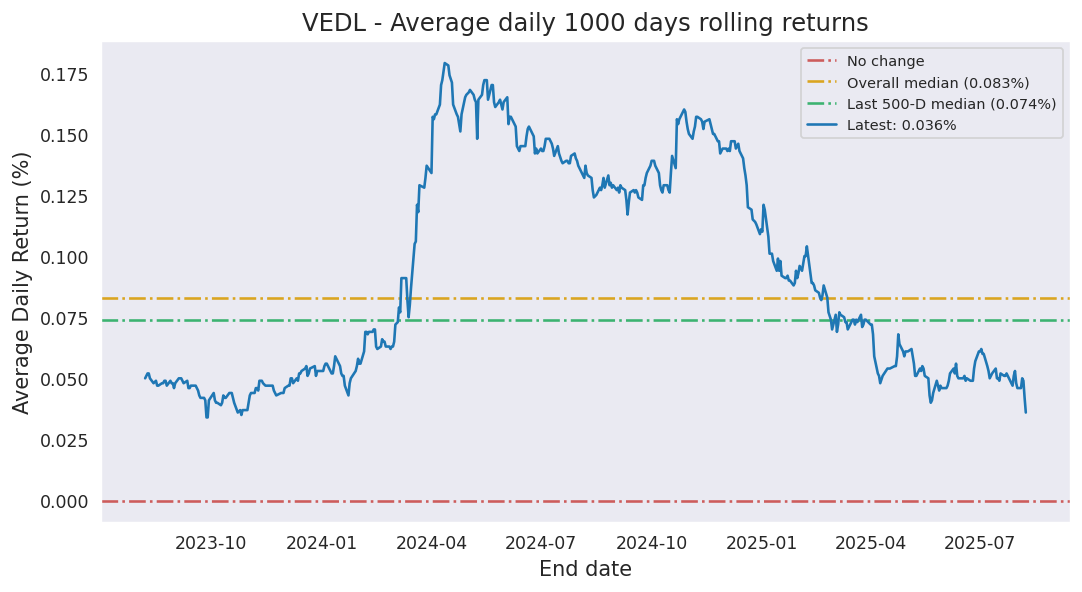 VEDL - Average daily 1000 days rolling returns
No change
Overall median (0.083%)
Last 500-D median (0.074%)
Latest: 0.036%
Average Daily Return (%)
0.175
0.150
0.125
0.100
0.075
0.050
0.025
0.000
2023-10 2024-01 2024-04 2024-07 2024-10 2025-01 2025-04 2025-07
End date